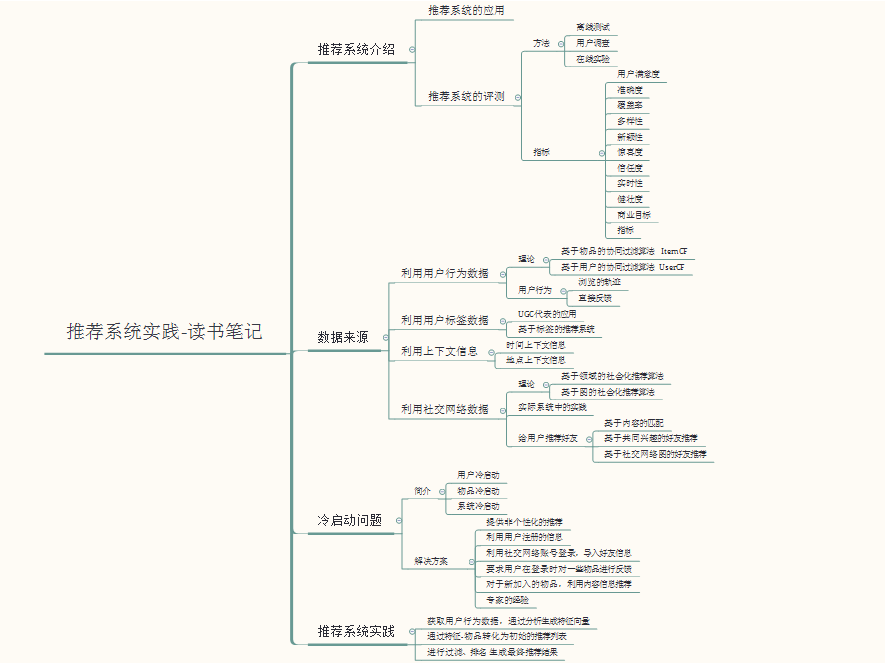 推荐系统实践-读书笔记
推荐系统介绍
推荐系统的应用
推荐系统的评测
方法
离线测试
用户调查
在线实验
指标
用户满意度
准确度
覆盖率
多样性
新颖性
惊喜度
信任度
实时性
健壮度
商业目标
指标
数据来源
利用用户行为数据
理论
基于物品的协同过滤算法 ItemCF
基于用户的协同过滤算法 UserCF
用户行为
浏览的轨迹
直接反馈
利用用户标签数据
UGC代表的应用
基于标签的推荐系统
利用上下文信息
时间上下文信息
地点上下文信息
利用社交网络数据
理论
基于领域的社会化推荐算法
基于图的社会化推荐算法
实际系统中的实践
给用户推荐好友
基于内容的匹配
基于共同兴趣的好友推荐
基于社交网络图的好友推荐
冷启动问题
简介
用户冷启动
物品冷启动
系统冷启动
解决方案
提供非个性化的推荐
利用用户注册的信息
利用社交网络账号登录，导入好友信息
要求用户在登录时对一些物品进行反馈
对于新加入的物品，利用内容信息推荐
专家的经验
推荐系统实践
获取用户行为数据，通过分析生成特征向量
通过特征-物品转化为初始的推荐列表
进行过滤、排名 生成最终推荐结果